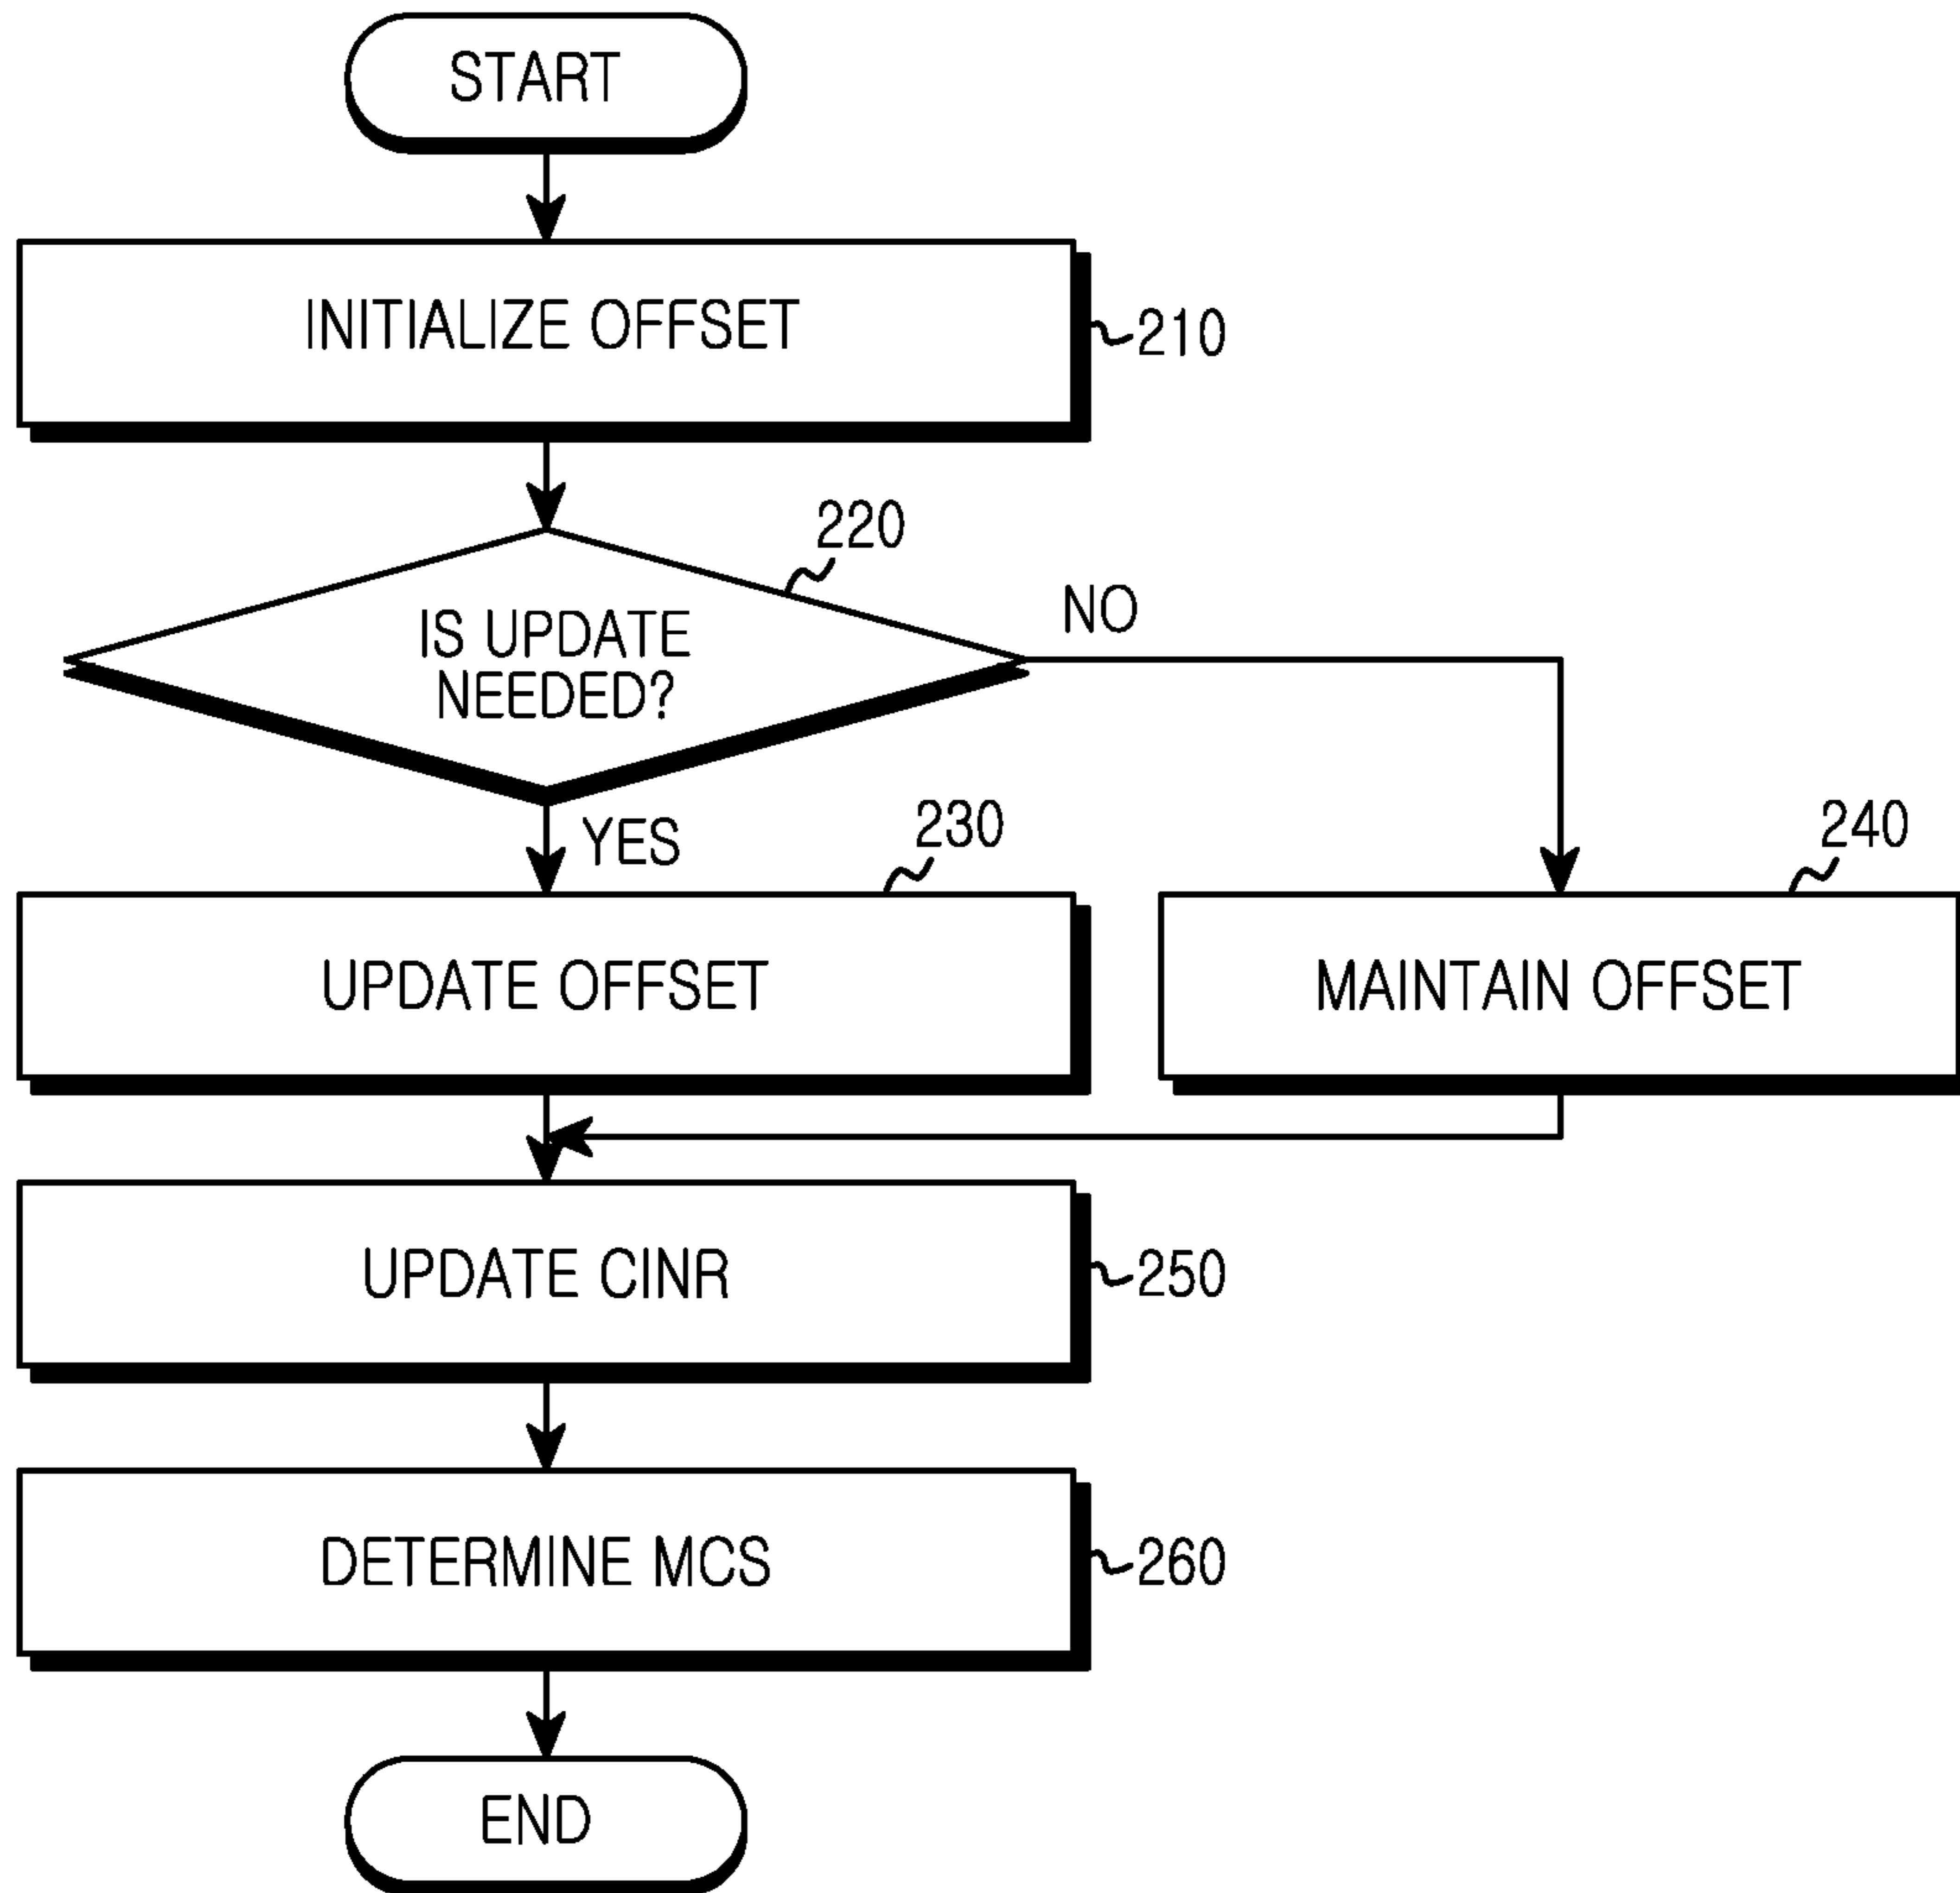 START
INITIALIZE OFFSET
210
220
IS UPDATE
NEEDED?
NO
YES
230
240
UPDATE OFFSET
MAINTAIN OFFSET
UPDATE CINR
250
DETERMINE MCS
260
END